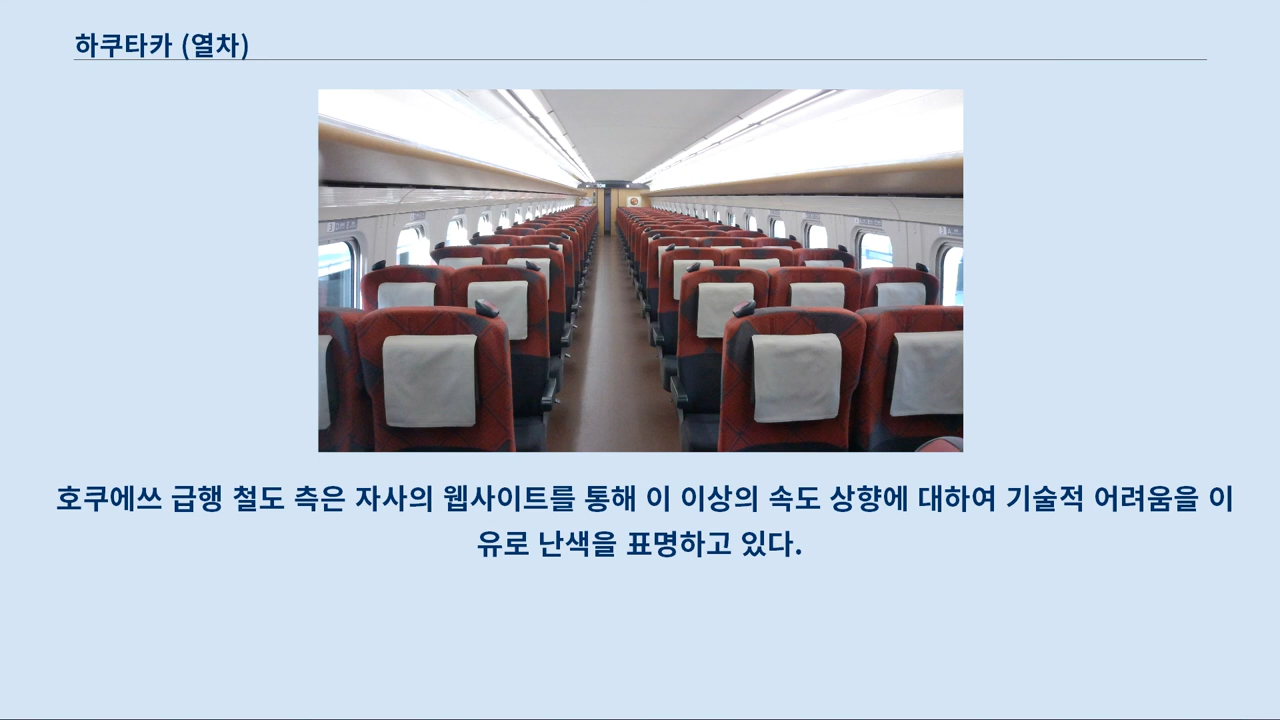 하쿠타카 (열차)
호쿠에쓰 급행 철도 측은 자사의 웹사이트를 통해 이 이상의 속도 상향에 대하여 기술적 어려움을 이
유로 난색을 표명하고 있다.